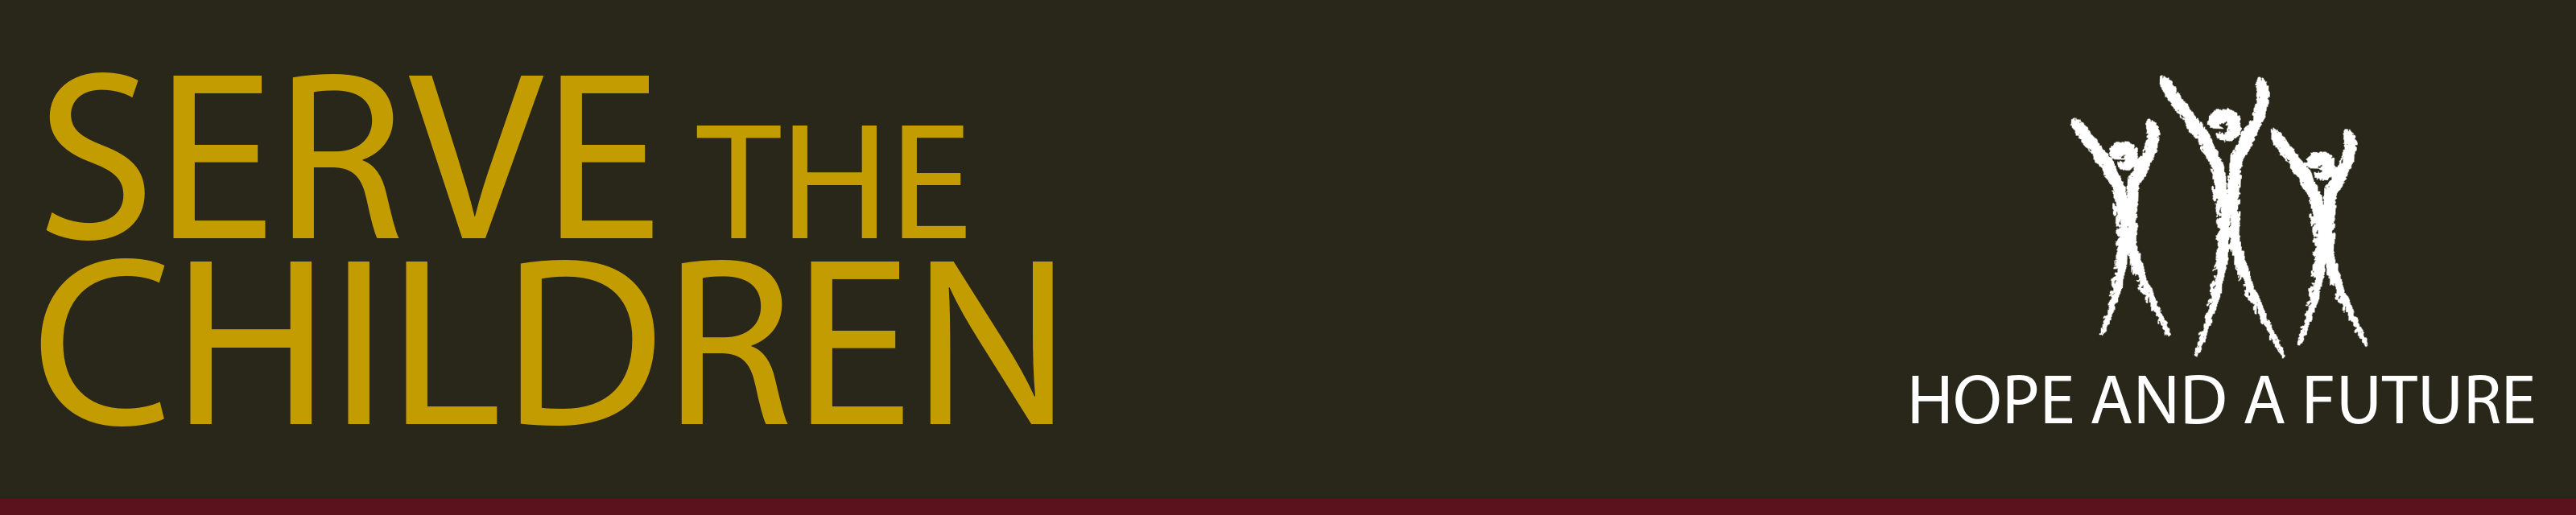 SERVE THE
CHILDREN
HOPE AND A FUTURE